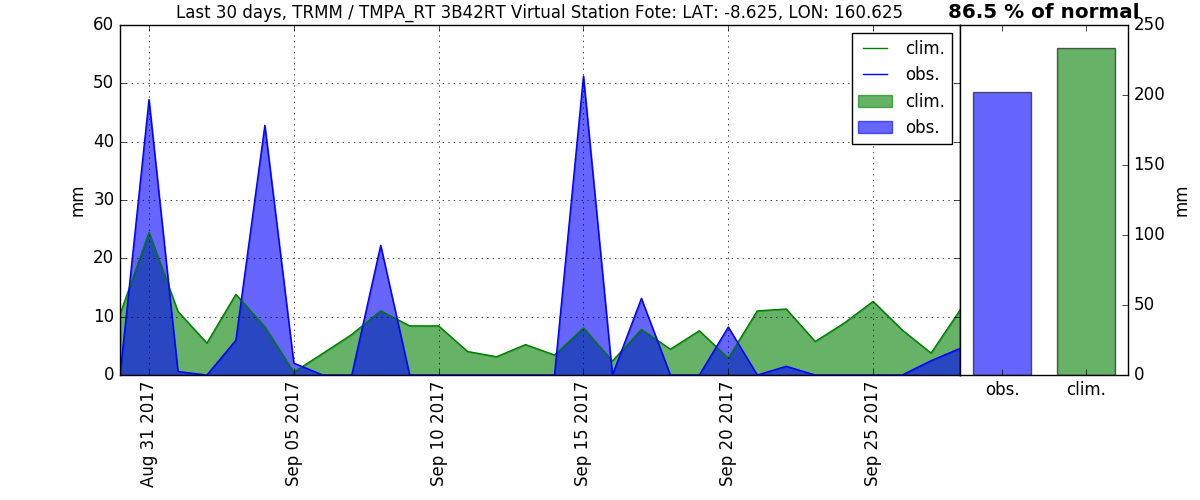 Last 30 days, TRMM / TMPA_RT 3B42RT Virtual Station Fote: LAT: -8.625, LON: 160.625
86.5 % of normal
60
50
40
30
20
10
0
mm
clim.
obs.
clim.
obs.
250
200
150
100
50
0
mm
obs.
clim.
Aug 31 2017
Sep 05 2017
Sep 10 2017
Sep 15 2017
Sep 20 2017
Sep 25 2017